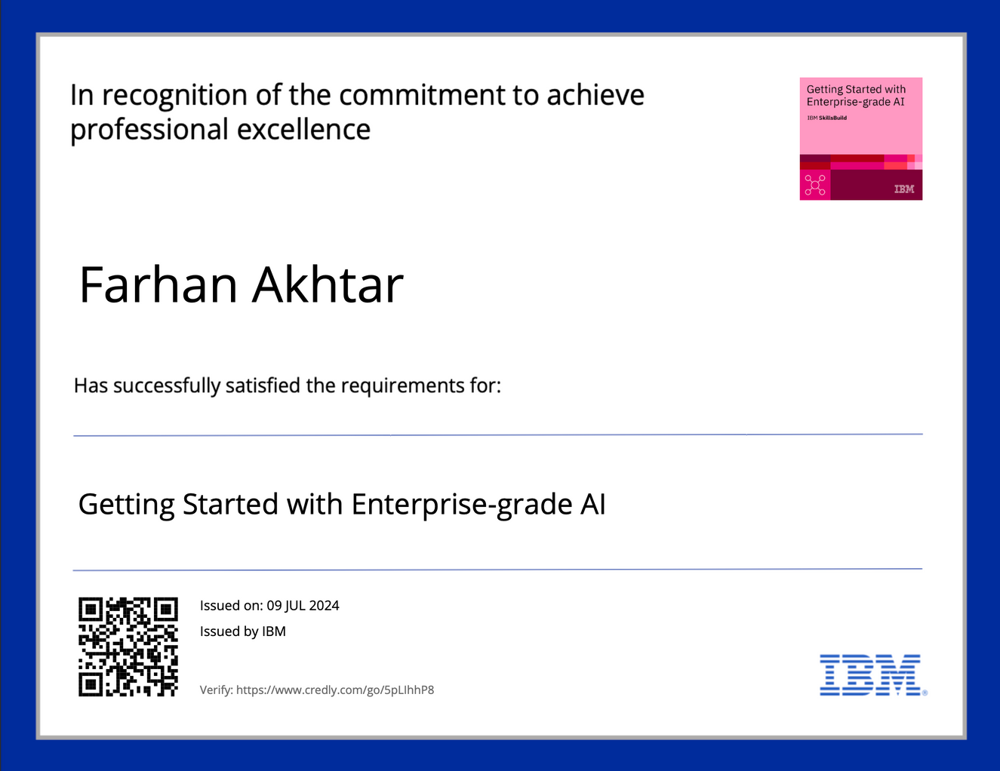 In recognition of the commitment to achieve
professional excellence
Getting Started with
Enterprise-grade AI
IBM SkillsBuild
IBM
Farhan Akhtar
Has successfully satisfied the requirements for:
Getting Started with Enterprise-grade AI
Issued on: 09 JUL 2024
Issued by IBM
Verify: https://www.credly.com/go/5pLIhhP8
IBM®